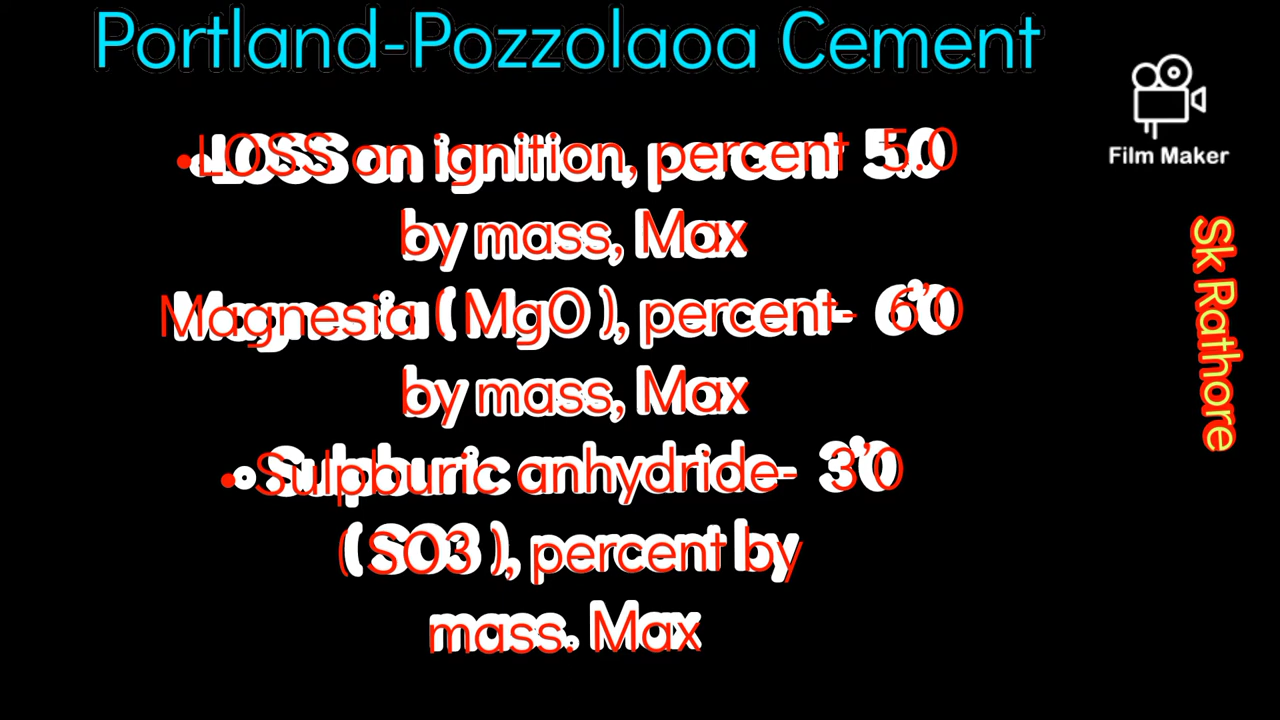 Portland-Pozzolaoa Cement
Film Maker
•LOSS on ignition, percent 5.0
by mass, Max
Magnesia ( MgO ), percent- 6'0
by mass, Max
•Sulpburic anhydride- 3'0
( SO3 ), percent by
mass. Max
Sk Rathore